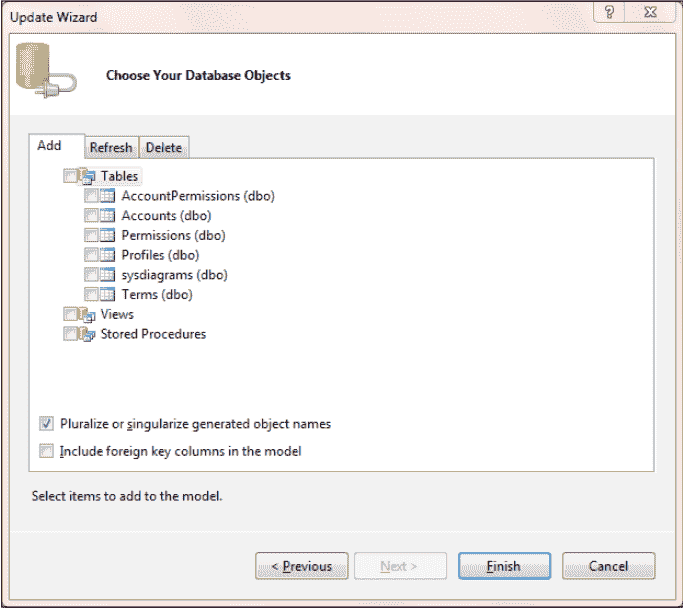 Update Wizard
?
Choose Your Database Objects
Add Refresh Delete
Tables
AccountPermissions (dbo)
Accounts (dbo)
Permissions (dbo)
Profiles (dbo)
sysdiagrams (dbo)
Terms (dbo)
Views
Stored Procedures
Pluralize or singularize generated object names
Include foreign key columns in the model
Select items to add to the model.
< Previous Next > Finish Cancel